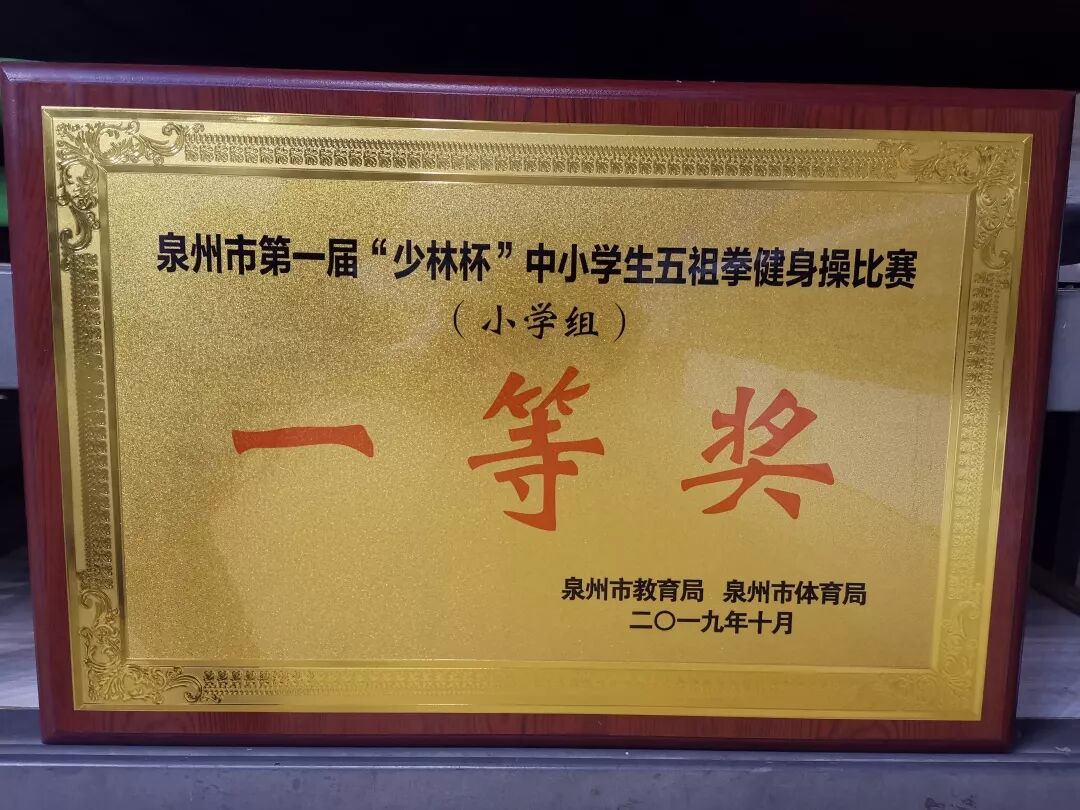 泉州市第一届“少林杯”中小学生五祖拳健身操比赛
（小学组）
一等奖
泉州市教育局 泉州市体育局
二〇一九年十月